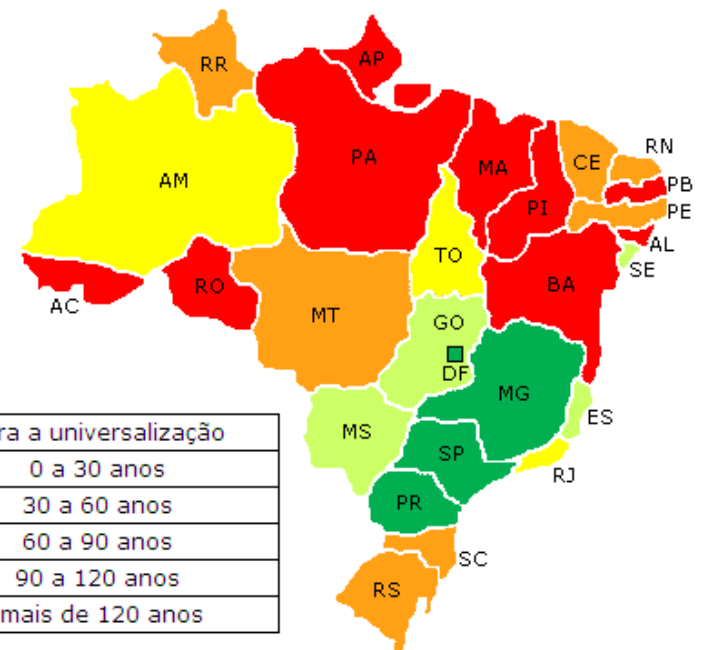 RR
AP
AM
PA
MA
CE
RN
PB
PI
PE
AL
SE
TO
BA
AC
RO
MT
GO
DF
MG
ES
MS
SP
RJ
PR
SC
RS
a universalização
0 a 30 anos
30 a 60 anos
60 a 90 anos
90 a 120 anos
mais de 120 anos